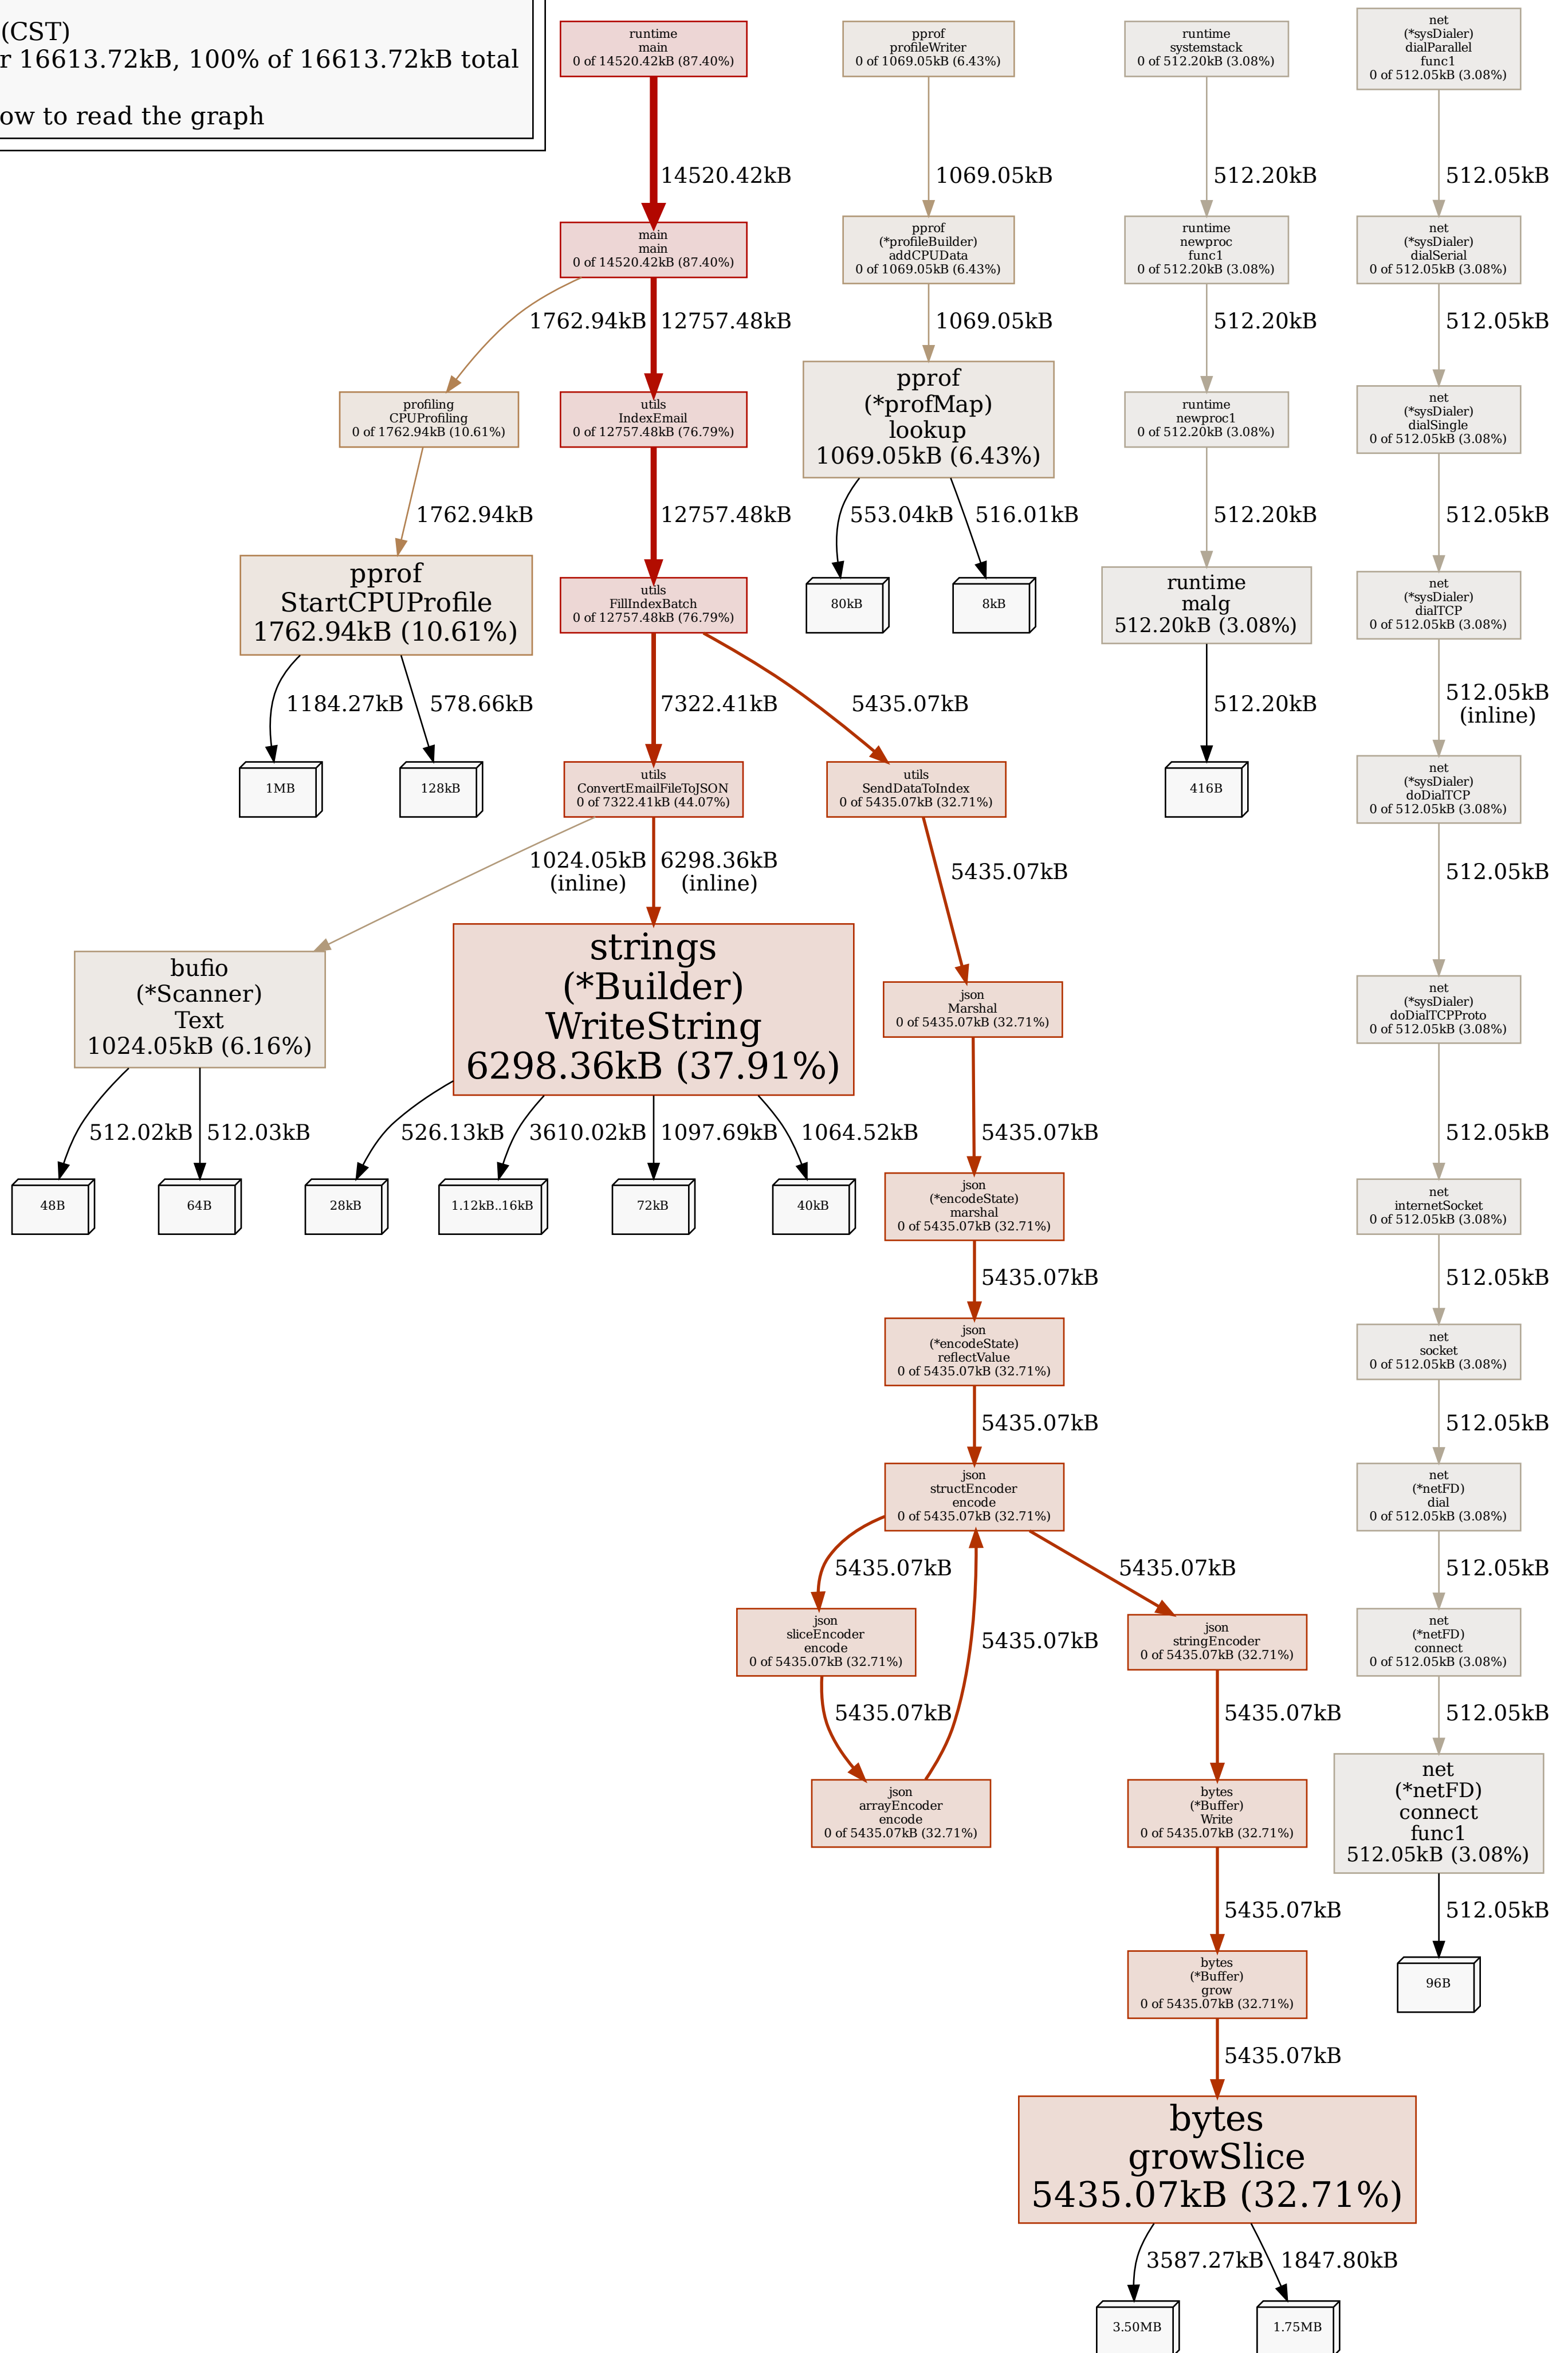 (CST)
r 16613.72kB, 100% of 16613.72kB total
ow to read the graph
runtime
main
0 of 14520.42kB (87.40%)
pprof
profileWriter
0 of 1069.05kB (6.43%)
runtime
systemstack
0 of 512.20kB (3.08%)
net
(*sysDialer)
dialParallel
func1
0 of 512.05kB (3.08%)
14520.42kB
1069.05kB
512.20kB
512.05kB
main
main
0 of 14520.42kB (87.40%)
pprof
(*profileBuilder)
addCPUData
0 of 1069.05kB (6.43%)
runtime
newproc
func1
0 of 512.20kB (3.08%)
net
(*sysDialer)
dialSerial
0 of 512.05kB (3.08%)
1762.94kB
12757.48kB
1069.05kB
512.20kB
512.05kB
profiling
CPUProfiling
0 of 1762.94kB (10.61%)
utils
IndexEmail
0 of 12757.48kB (76.79%)
pprof
(*profMap)
lookup
1069.05kB (6.43%)
runtime
newproc1
0 of 512.20kB (3.08%)
net
(*sysDialer)
dialSingle
0 of 512.05kB (3.08%)
1762.94kB
12757.48kB
553.04kB
516.01kB
512.20kB
512.05kB
pprof
StartCPUProfile
1762.94kB (10.61%)
utils
FillIndexBatch
0 of 12757.48kB (76.79%)
80kB
8kB
runtime
malg
512.20kB (3.08%)
net
(*sysDialer)
dialTCP
0 of 512.05kB (3.08%)
1184.27kB
578.66kB
7322.41kB
5435.07kB
512.20kB
512.05kB
(inline)
1MB
128kB
utils
ConvertEmailFileToJSON
0 of 7322.41kB (44.07%)
utils
SendDataToIndex
0 of 5435.07kB (32.71%)
416B
net
(*sysDialer)
doDialTCP
0 of 512.05kB (3.08%)
1024.05kB
(inline)
6298.36kB
(inline)
5435.07kB
512.05kB
bufio
(*Scanner)
Text
1024.05kB (6.16%)
strings
(*Builder)
WriteString
6298.36kB (37.91%)
json
Marshal
0 of 5435.07kB (32.71%)
net
(*sysDialer)
doDialTCPProto
0 of 512.05kB (3.08%)
512.02kB
512.03kB
526.13kB
3610.02kB
1097.69kB
1064.52kB
5435.07kB
512.05kB
48B
64B
28kB
1.12kB..16kB
72kB
40kB
json
(*encodeState)
marshal
0 of 5435.07kB (32.71%)
net
internetSocket
0 of 512.05kB (3.08%)
5435.07kB
512.05kB
json
(*encodeState)
reflectValue
0 of 5435.07kB (32.71%)
net
socket
0 of 512.05kB (3.08%)
5435.07kB
512.05kB
json
structEncoder
encode
0 of 5435.07kB (32.71%)
net
(*netFD)
dial
0 of 512.05kB (3.08%)
5435.07kB
5435.07kB
512.05kB
json
sliceEncoder
encode
0 of 5435.07kB (32.71%)
5435.07kB
json
stringEncoder
0 of 5435.07kB (32.71%)
net
(*netFD)
connect
0 of 512.05kB (3.08%)
5435.07kB
5435.07kB
512.05kB
json
arrayEncoder
encode
0 of 5435.07kB (32.71%)
bytes
(*Buffer)
Write
0 of 5435.07kB (32.71%)
net
(*netFD)
connect
func1
512.05kB (3.08%)
5435.07kB
512.05kB
bytes
(*Buffer)
grow
0 of 5435.07kB (32.71%)
96B
5435.07kB
bytes
growSlice
5435.07kB (32.71%)
3587.27kB
1847.80kB
3.50MB
1.75MB